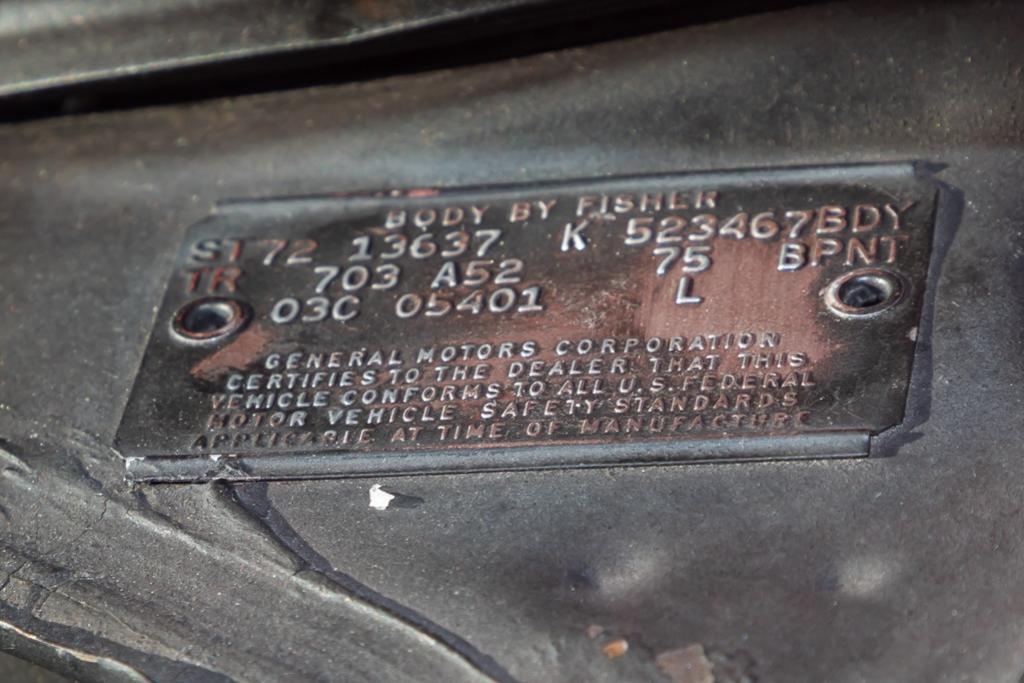 BODY BY FISHER
ST 72 13637 K 523467 BDY
TR 703 A52 75 BPNT
03C 05401 L
GENERAL MOTORS CORPORATION
CERTIFIES TO THE DEALER THAT THIS
VEHICLE CONFORMS TO ALL U.S. FEDERAL
MOTOR VEHICLE SAFETY STANDARDS
APPLICABLE AT TIME OF MANUFACTURE